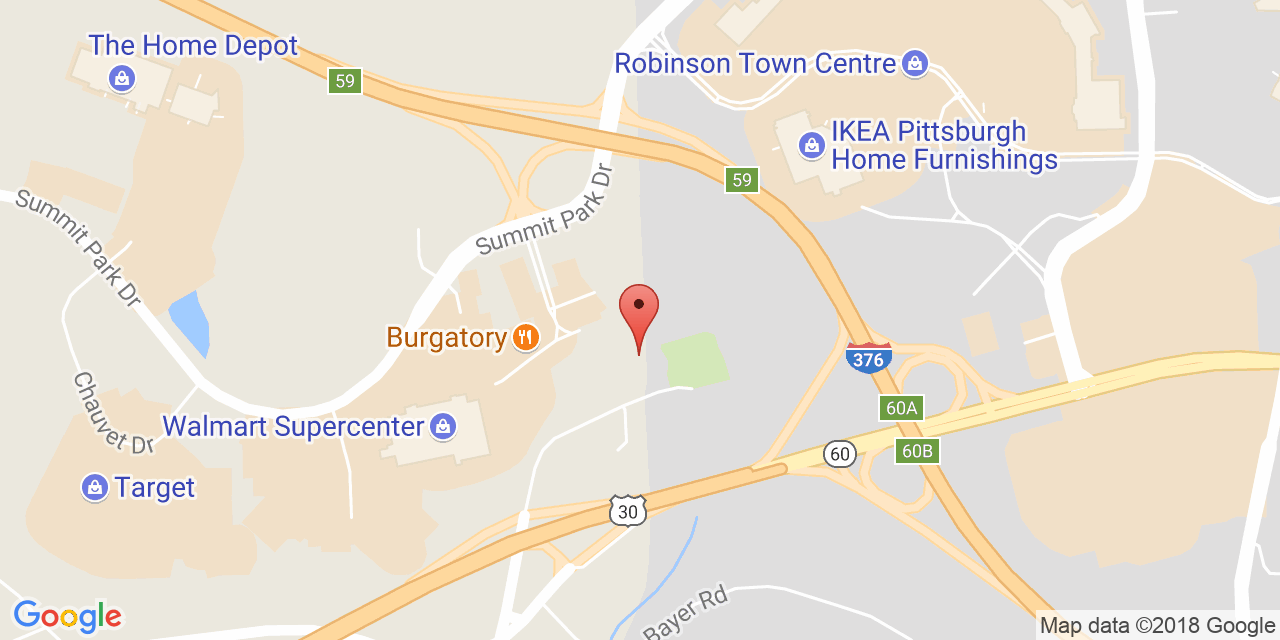 The Home Depot
59
Robinson Town Centre
IKEA Pittsburgh
Home Furnishings
59
Summit Park Dr
Summit Park Dr
Burgatory
376
Chauvet Dr
60A
Walmart Supercenter
60
60B
Target
30
Bayer Rd
Google
Map data ©2018 Google